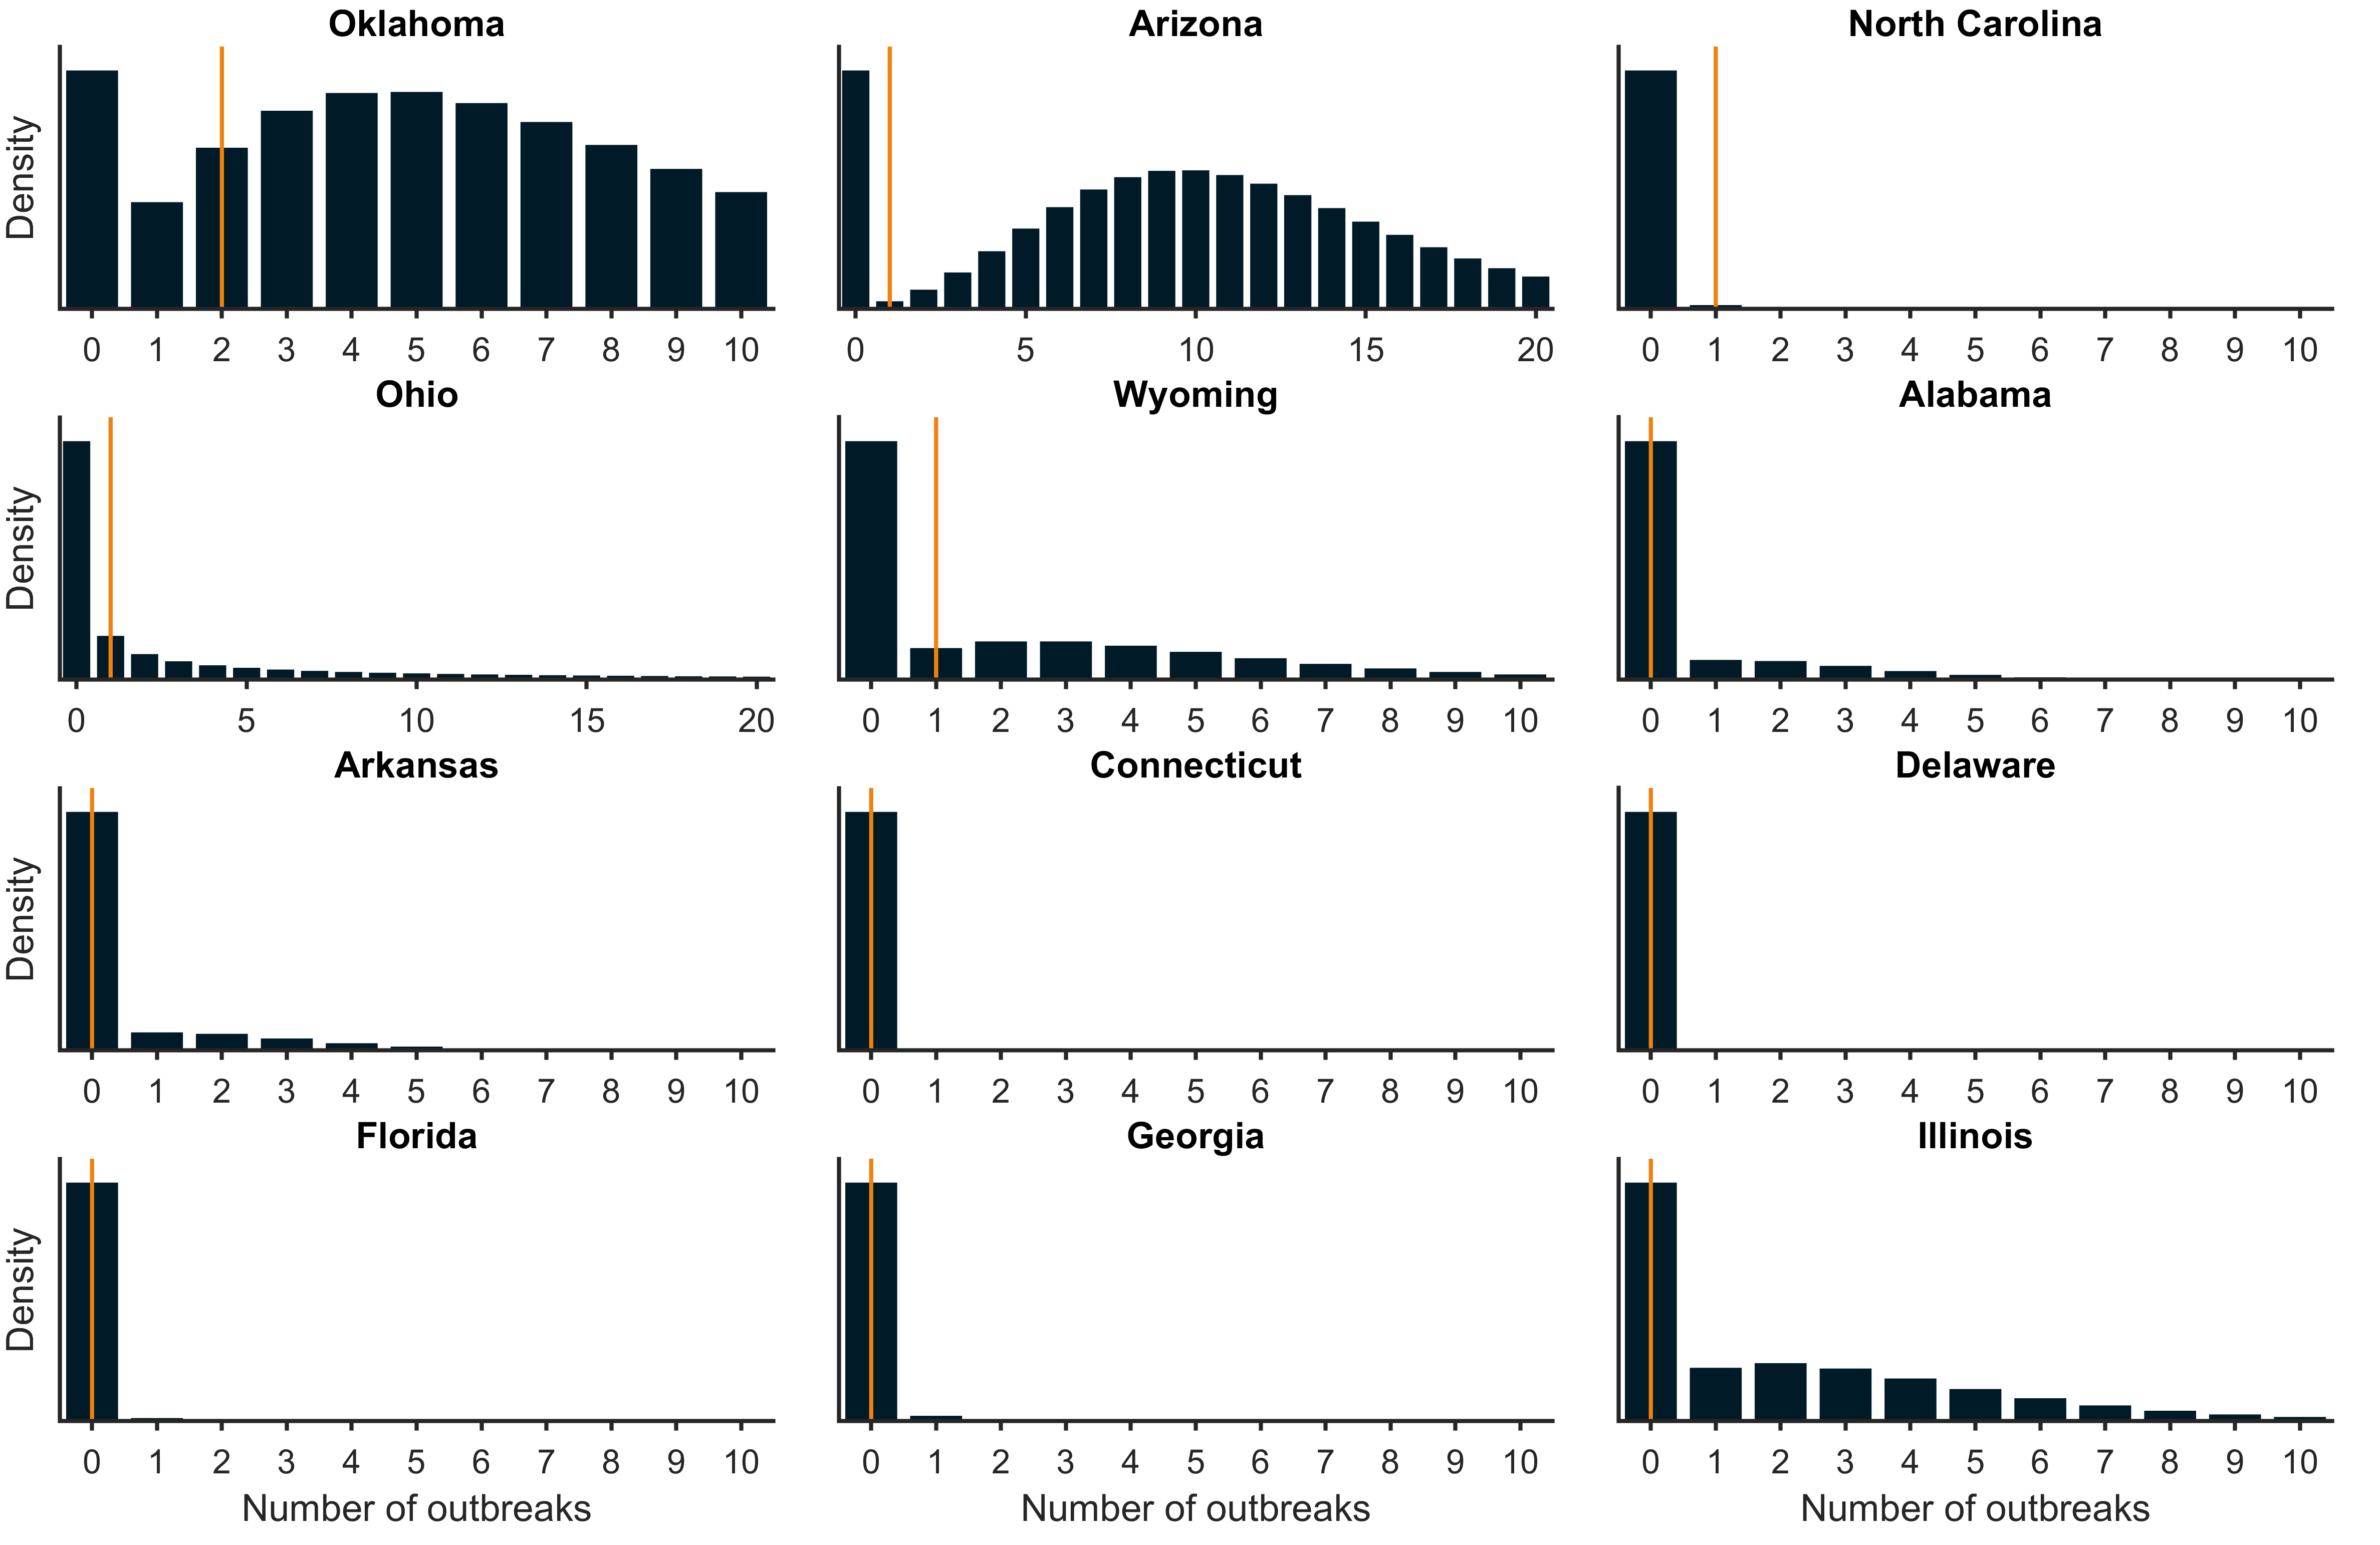 Oklahoma
Density
0 1 2 3 4 5 6 7 8 9 10
Arizona
0 5 10 15 20
North Carolina
0 1 2 3 4 5 6 7 8 9 10
Ohio
Density
0 5 10 15 20
Wyoming
0 1 2 3 4 5 6 7 8 9 10
Alabama
0 1 2 3 4 5 6 7 8 9 10
Arkansas
Density
0 1 2 3 4 5 6 7 8 9 10
Connecticut
0 1 2 3 4 5 6 7 8 9 10
Delaware
0 1 2 3 4 5 6 7 8 9 10
Florida
Density
0 1 2 3 4 5 6 7 8 9 10
Number of outbreaks
Georgia
0 1 2 3 4 5 6 7 8 9 10
Number of outbreaks
Illinois
0 1 2 3 4 5 6 7 8 9 10
Number of outbreaks